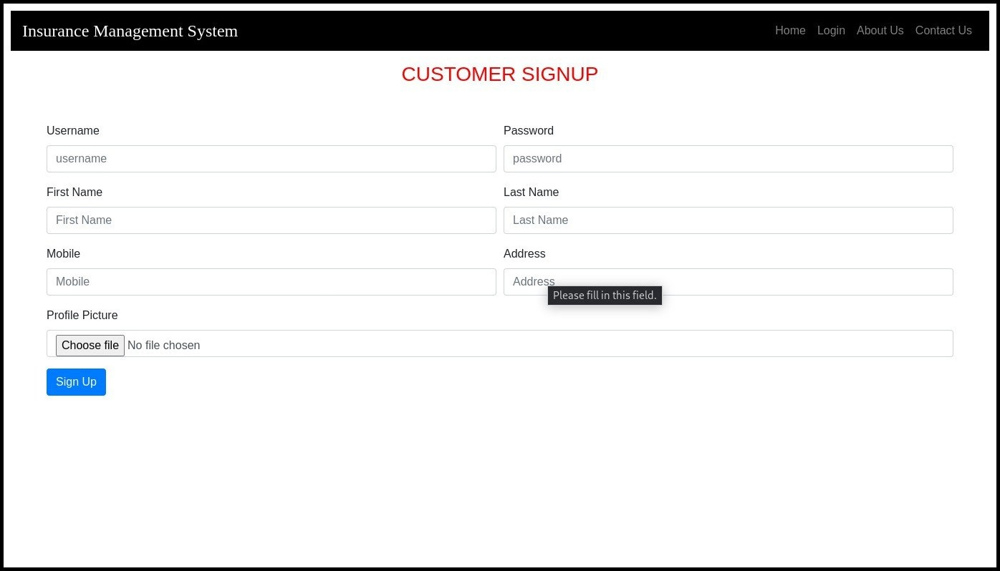 Insurance Management System Home Login About Us Contact Us
CUSTOMER SIGNUP
Username Password
username password
First Name Last Name
First Name Last Name
Mobile Address
Mobile Address
Please fill in this field.
Profile Picture
Choose file No file chosen
Sign Up